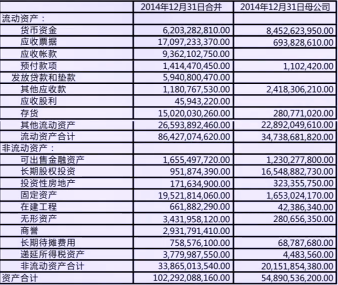 2014年12月31日合并 2014年12月31日母公司
流动资产：
货币资金 6,203,282,810.00 8,452,623,950.00
应收票据 17,097,233,370.00 693,828,610.00
应收帐款 9,362,102,750.00
预付款项 1,414,470,450.00 1,102,420.00
发放贷款和垫款 5,940,800,470.00
其他应收款 1,180,767,530.00 2,418,306,210.00
应收股利 45,943,220.00
存货 15,020,030,260.00 280,771,020.00
其他流动资产 26,593,892,460.00 22,892,049,610.00
流动资产合计 86,427,074,620.00 34,738,681,820.00
非流动资产：
可出售金融资产 1,655,497,720.00 1,230,277,800.00
长期股权投资 951,874,390.00 16,548,882,730.00
投资性房地产 171,634,900.00 323,355,750.00
固定资产 19,521,814,060.00 1,653,024,170.00
在建工程 661,882,290.00 42,386,340.00
无形资产 3,431,958,120.00 280,656,350.00
商誉 2,931,791,410.00
长期待摊费用 758,576,100.00 68,787,680.00
递延所得税资产 3,779,987,550.00 4,483,560.00
非流动资产合计 33,865,013,540.00 20,151,854,380.00
资产合计 102,292,088,160.00 54,890,536,200.00